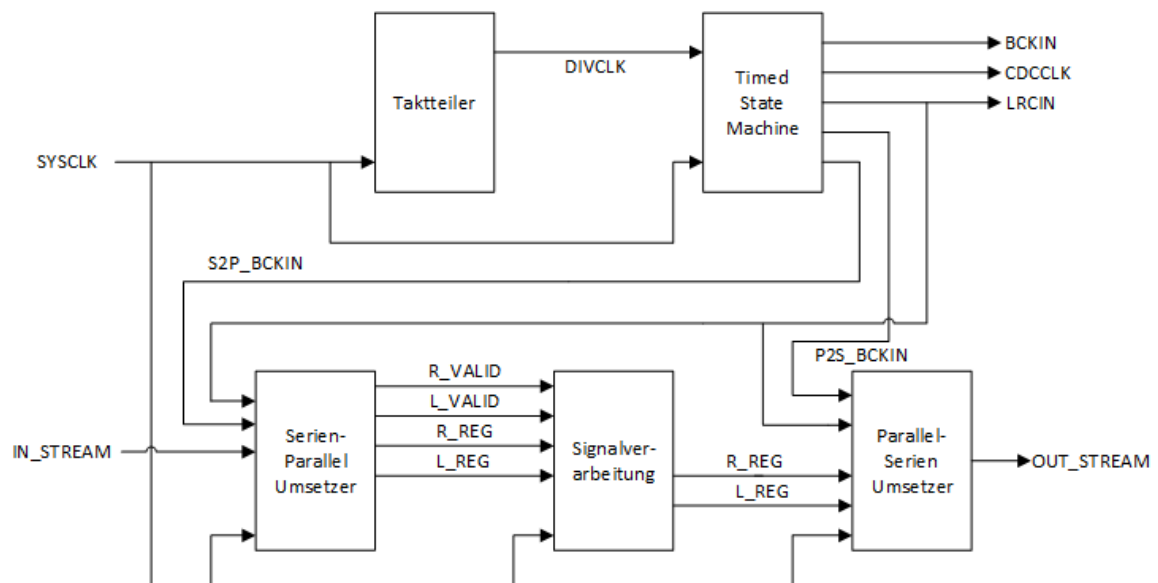 BCKIN
DIVCLK
Timed
State
Machine
CDCCLK
Taktteiler
LRCIN
SYSCLK
S2P_BCKIN
P2S_BCKIN
R_VALID
L_VALID
R_REG
L_REG
IN_STREAM
Serien-
Parallel
Umsetzer
Signalver-
arbeitung
R_REG
L_REG
Parallel-
Serien
Umsetzer
OUT_STREAM